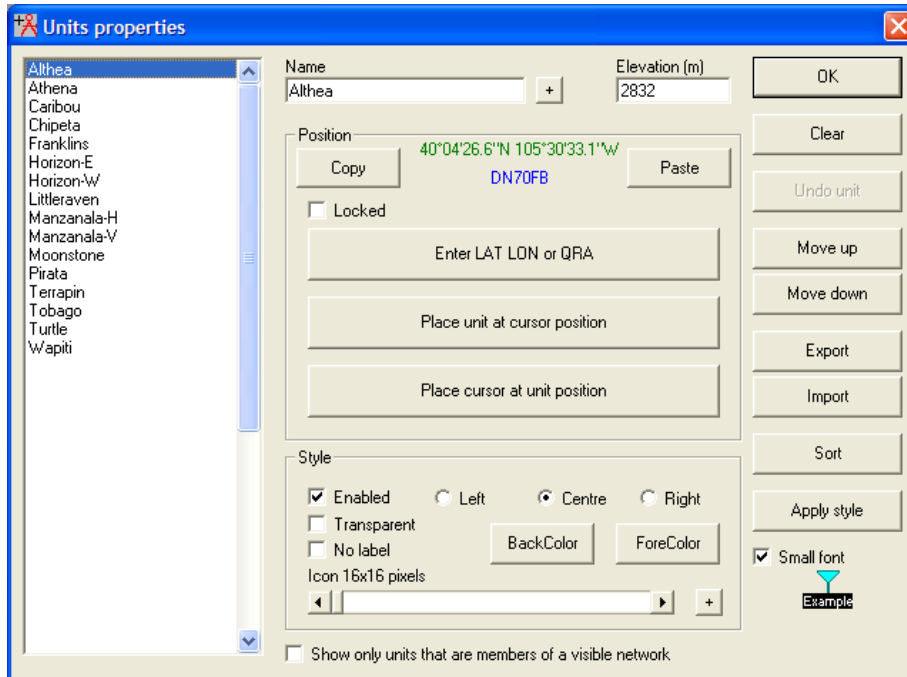 Units properties
Althea
Athena
Caribou
Chipeta
Franklins
Horizon-E
Horizon-W
Littleraven
Manzanala-H
Manzanala-V
Moonstone
Pirata
Terrapin
Tobago
Turtle
Wapiti
Name
Althea
+
Elevation (m)
2832
Position
Copy
40°04'26.6"N 105°30'33.1"W
DN70FB
Paste
Locked
Enter LAT LON or QRA
Place unit at cursor position
Place cursor at unit position
Style
Enabled
Left
Centre
Right
Transparent
No label
BackColor
ForeColor
Icon 16x16 pixels
+
Show only units that are members of a visible network
OK
Clear
Undo unit
Move up
Move down
Export
Import
Sort
Apply style
Small font
Example